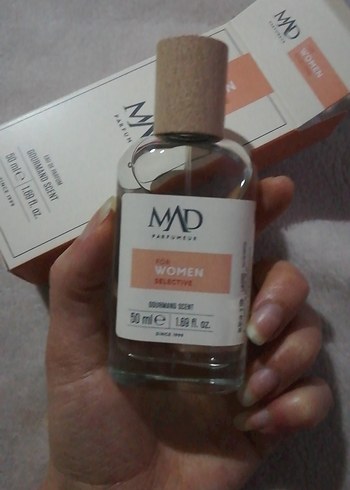 MAD
PARFUMEUR
FOR
WOMEN
SELECTIVE
GOURMAND SCENT
50 ml ℮ 1.69 fl. oz.
SINCE 1999
MAD
PARFUM
EAU DE PARFUM
GOURMAND SCENT
50 ml ℮ 1.69 fl. oz.
SINCE 1999
MAD
PARFUMEUR
WOMEN